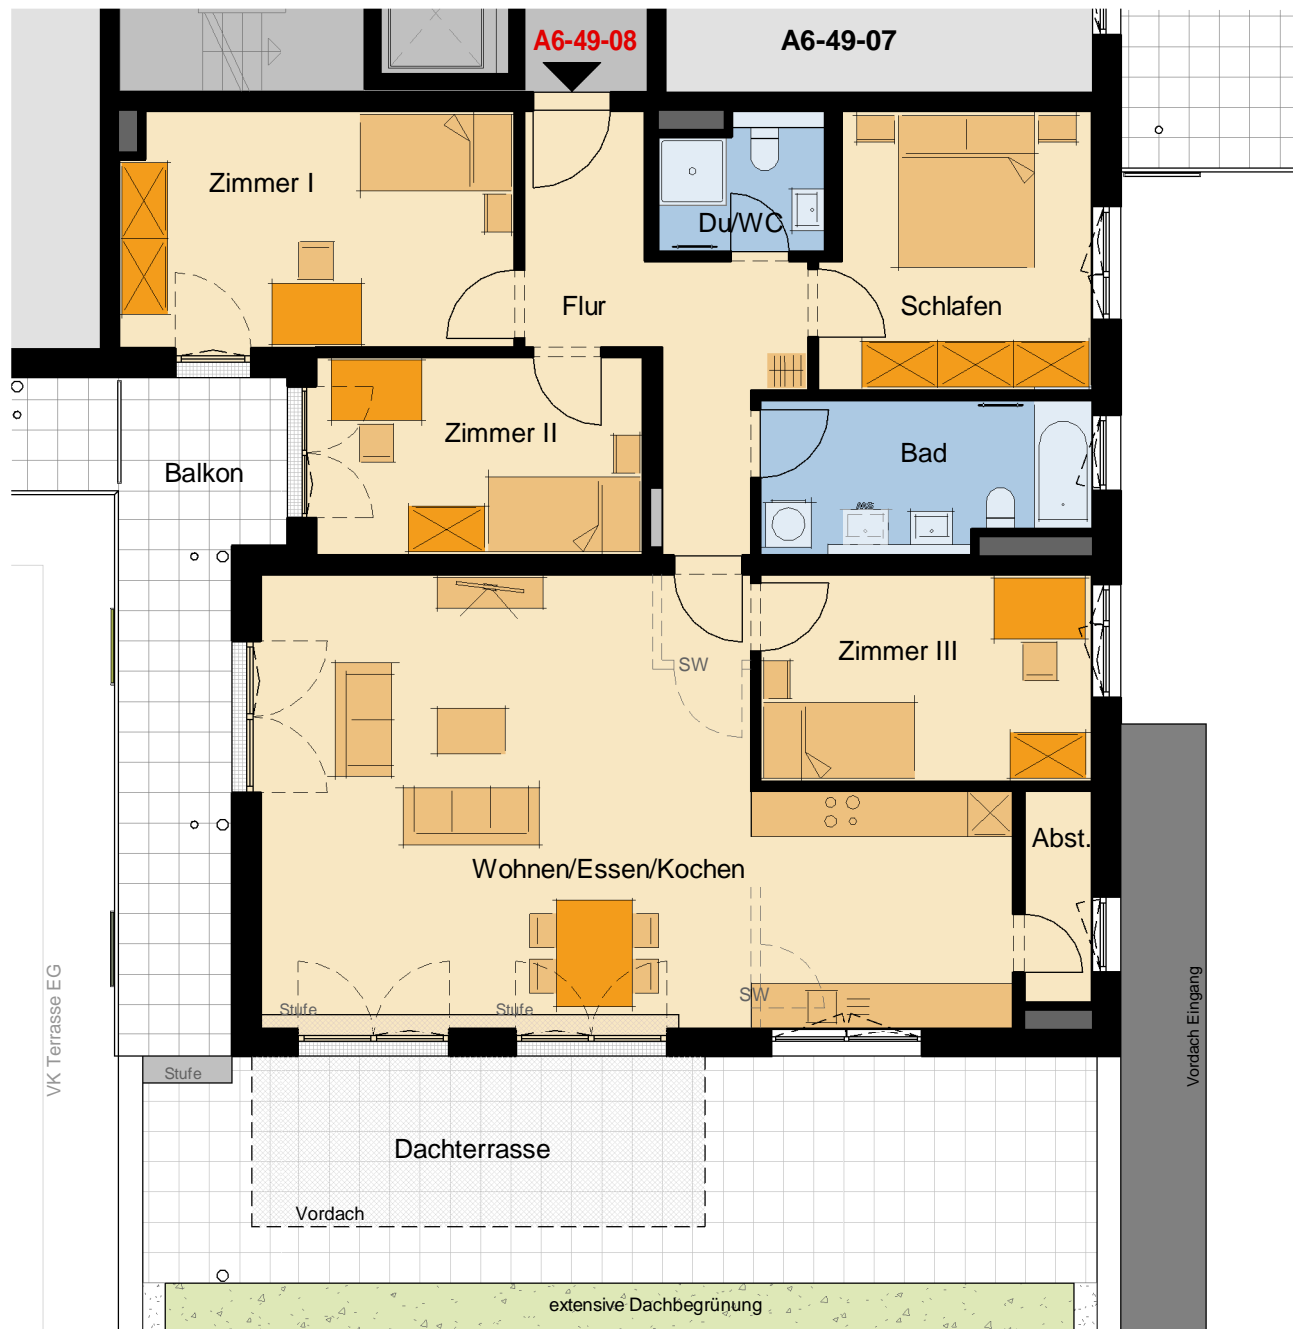 A6-49-08
A6-49-07
Zimmer I
Du/WC
Flur
Schlafen
Zimmer II
Bad
Balkon
Zimmer III
SW
Abst.
Wohnen/Essen/Kochen
SW
Stufe
Stufe
VK Terrasse EG
Vordach Eingang
Stufe
Dachterrasse
Vordach
extensive Dachbegrünung